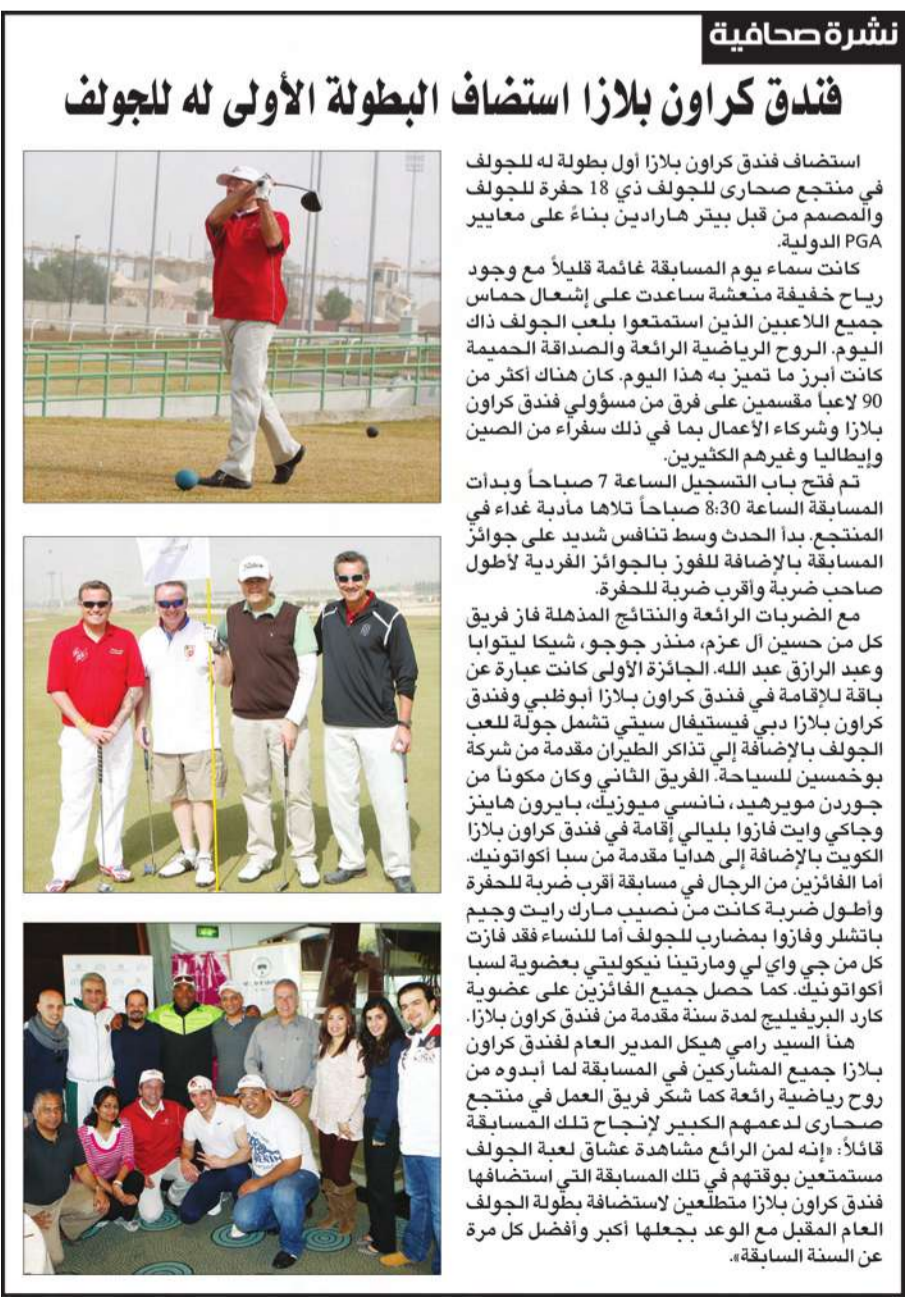 نشرة صحافية
فندق كراون بلازا استضاف البطولة الأولى له للجولف
استضاف فندق كراون بلازا أول بطولة له للجولف
في منتجع صحارى للجولف ذي 18 حفرة للجولف
والمصمم من قبل بيتر هارادين بناءً على معايير
PGA الدولية.
كانت سماء يوم المسابقة غائمة قليلاً مع وجود
رياح خفيفة منعشة ساعدت على إشعال حماس
جميع اللاعبين الذين استمتعوا بلعب الجولف ذاك
اليوم. الروح الرياضية الرائعة والصداقة الحميمة
كانت أبرز ما تميز به هذا اليوم. كان هناك أكثر من
90 لاعباً مقسمين على فرق من مسؤولي فندق كراون
بلازا وشركاء الأعمال بما في ذلك سفراء من الصين
وإيطاليا وغيرهم الكثيرين.
تم فتح باب التسجيل الساعة 7 صباحاً وبدأت
المسابقة الساعة 8:30 صباحاً تلاها مأدبة غداء في
المنتجع. بدأ الحدث وسط تنافس شديد على جوائز
المسابقة بالإضافة للفوز بالجوائز الفردية لأطول
صاحب ضربة وأقرب ضربة للحفرة.
مع الضربات الرائعة والنتائج المذهلة فاز فريق
كل من حسين آل عزم، منذر جوجو، شيكا ليتوابا
وعبد الرازق عبد الله. الجائزة الأولى كانت عبارة عن
باقة للإقامة في فندق كراون بلازا أبوظبي وفندق
كراون بلازا دبي فيستيفال سيتي تشمل جولة للعب
الجولف بالإضافة إلي تذاكر الطيران مقدمة من شركة
بوخمسين للسياحة. الفريق الثاني وكان مكوناً من
جوردن مويرهيد، نانسي ميوزيك، بايرون هاينز
وجاكي وايت فازوا بليالي إقامة في فندق كراون بلازا
الكويت بالإضافة إلى هدايا مقدمة من سبا أكواتونيك.
أما الفائزين من الرجال في مسابقة أقرب ضربة للحفرة
وأطول ضربة كانت من نصيب مارك رايت وجيم
باتشلر وفازوا بمضارب للجولف أما للنساء فقد فازت
كل من جي واي لي ومارتينا نيكوليتي بعضوية لسبا
أكواتونيك. كما حصل جميع الفائزين على عضوية
كارد البريفيليج لمدة سنة مقدمة من فندق كراون بلازا.
هنأ السيد رامي هيكل المدير العام لفندق كراون
بلازا جميع المشاركين في المسابقة لما أبدوه من
روح رياضية رائعة كما شكر فريق العمل في منتجع
صحارى لدعمهم الكبير لإنجاح تلك المسابقة
قائلاً: «إنه لمن الرائع مشاهدة عشاق لعبة الجولف
مستمتعين بوقتهم في تلك المسابقة التي استضافها
فندق كراون بلازا متطلعين لاستضافة بطولة الجولف
العام المقبل مع الوعد بجعلها أكبر وأفضل كل مرة
عن السنة السابقة».